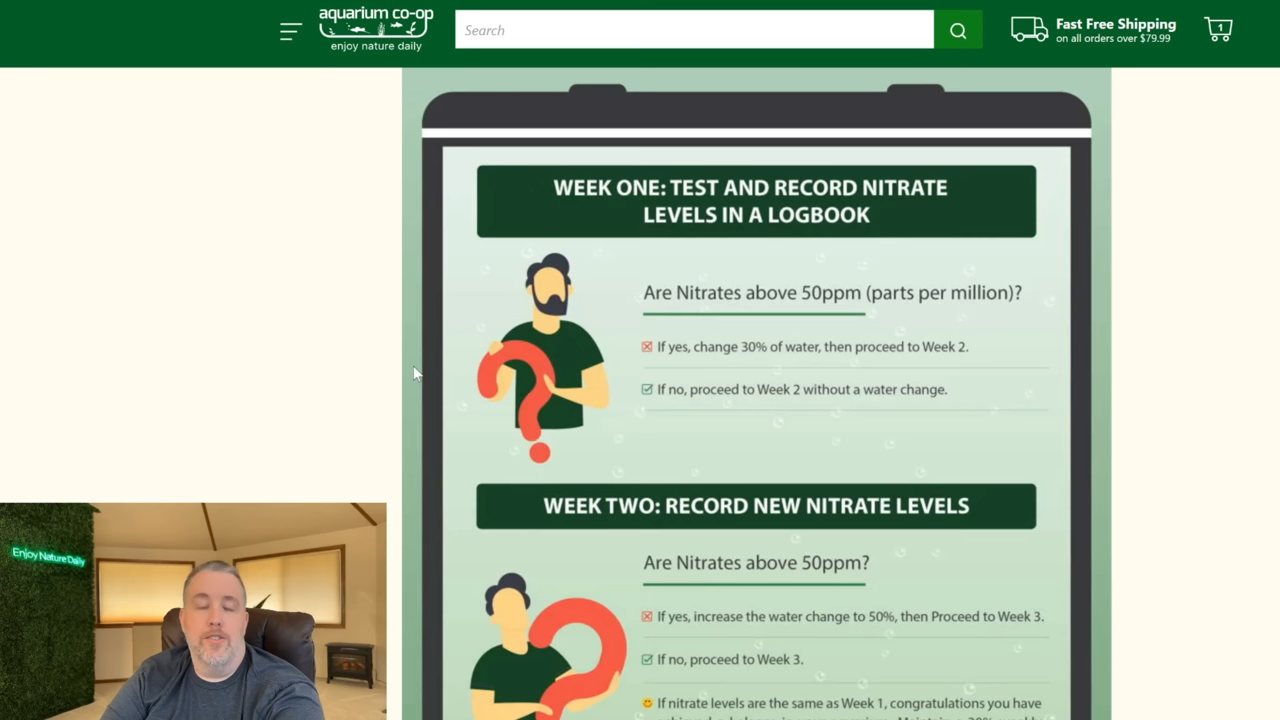 aquarium co-op
enjoy nature daily
Search
Fast Free Shipping
on all orders over $79.99
1
WEEK ONE: TEST AND RECORD NITRATE
LEVELS IN A LOGBOOK
Are Nitrates above 50ppm (parts per million)?
If yes, change 30% of water, then proceed to Week 2.
If no, proceed to Week 2 without a water change.
WEEK TWO: RECORD NEW NITRATE LEVELS
Are Nitrates above 50ppm?
If yes, increase the water change to 50%, then Proceed to Week 3.
If no, proceed to Week 3.
If nitrate levels are the same as Week 1, congratulations you have
Enjoy Nature Daily